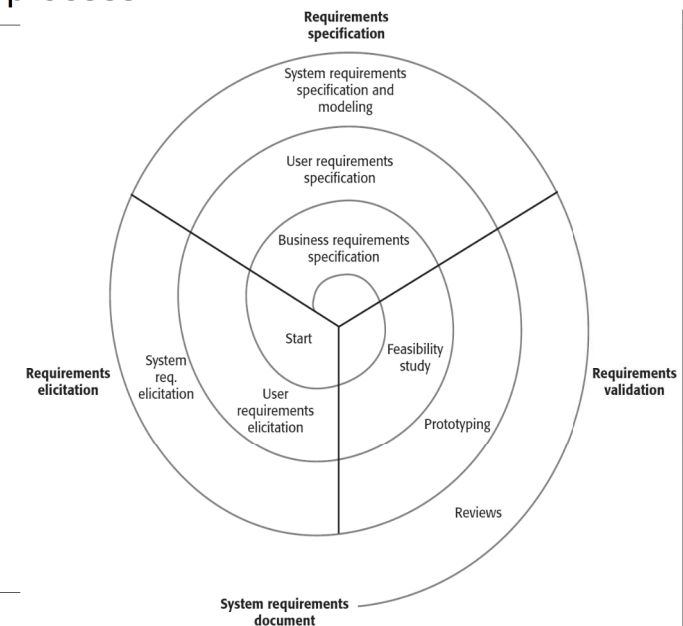 process
Requirements
specification
System requirements
specification and
modeling
User requirements
specification
Business requirements
specification
Start
Feasibility
study
System
req.
elicitation
User
requirements
elicitation
Requirements
elicitation
Requirements
validation
Prototyping
Reviews
System requirements
document